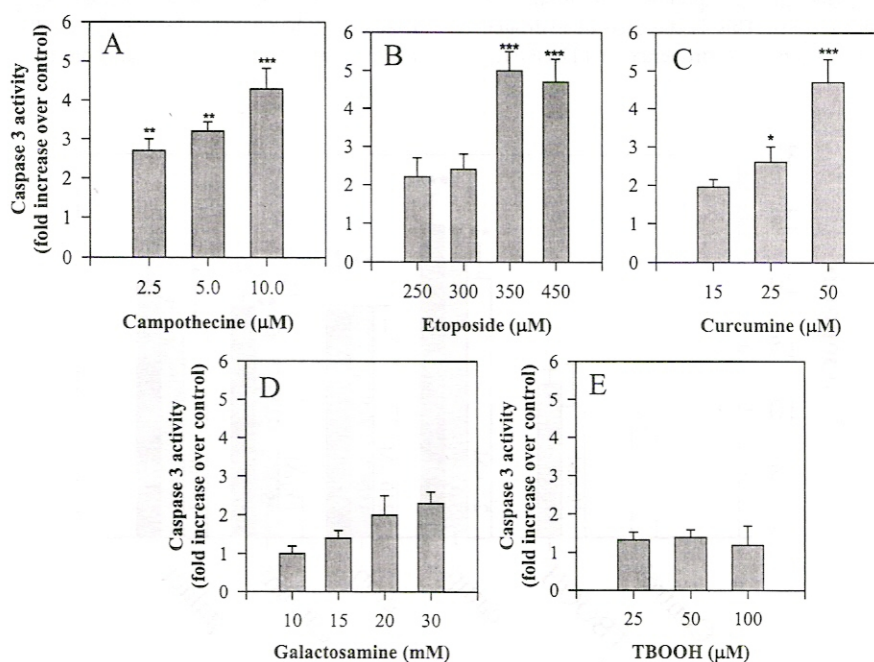 A
Caspase 3 activity
(fold increase over control)
6
5
4
3
2
1
0
**
**
***
2.5 5.0 10.0
Campothecine (µM)
B
6
5
4
3
2
1
0
***
***
250 300 350 450
Etoposide (µM)
C
6
5
4
3
2
1
0
*
***
15 25 50
Curcumine (µM)
D
Caspase 3 activity
(fold increase over control)
6
5
4
3
2
1
0
10 15 20 30
Galactosamine (mM)
E
Caspase 3 activity
(fold increase over control)
6
5
4
3
2
1
0
25 50 100
TBOOH (µM)